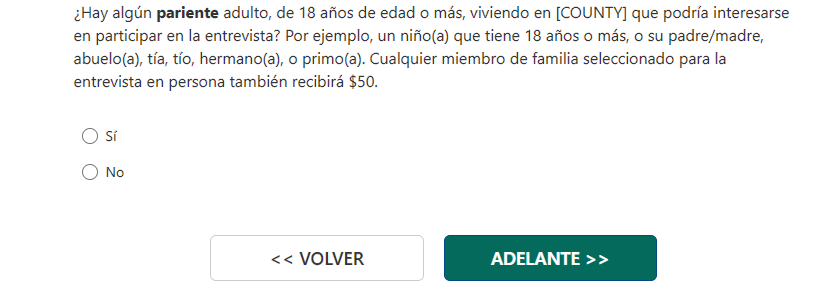 ¿Hay algún pariente adulto, de 18 años de edad o más, viviendo en [COUNTY] que podría interesarse
en participar en la entrevista? Por ejemplo, un niño(a) que tiene 18 años o más, o su padre/madre,
abuelo(a), tía, tío, hermano(a), o primo(a). Cualquier miembro de familia seleccionado para la
entrevista en persona también recibirá $50.
Sí
No
<< VOLVER
ADELANTE >>